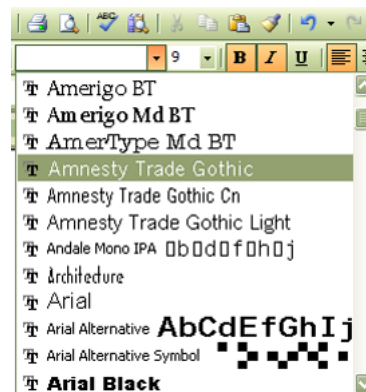 ABC
9 B I U
Amerigo BT
Amerigo Md BT
AmerType Md BT
Amnesty Trade Gothic
Amnesty Trade Gothic Cn
Amnesty Trade Gothic Light
Andale Mono IPA □b□d□f□h□j
Architecture
Arial
Arial Alternative AbCdEfGhIj
Arial Alternative Symbol
Arial Black